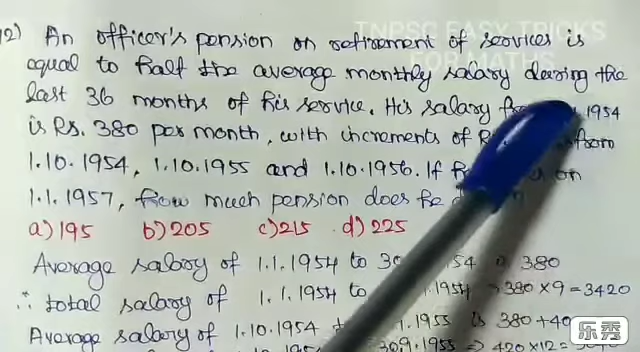 TNPSC EASY TRICKS
FOR MATHS
12) An officer's pension on retirement of services is
equal to half the average monthly salary during the
last 36 months of his service. His salary 1954
is Rs. 380 per month, with increments of from
1.10.1954, 1.10.1955 and 1.10.1956. If on
1.1.1957, how much pension does he
a) 195 b) 205 c) 215 d) 225
Average salary of 1.1.1954 to 30 54 380
∴ total salary of 1.1.1954 to 1954 380 × 9 = 3420
Average salary of 1.10.1954 1955 is 380+40
30.9.1955 ⇒ 420×12=
乐秀